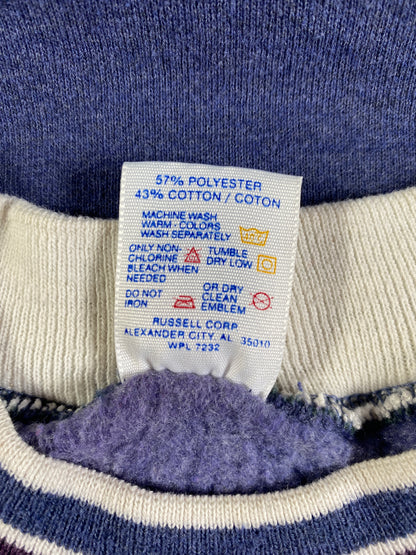 57% POLYESTER
43% COTTON / COTON
MACHINE WASH
WARM - COLORS
WASH SEPARATELY
ONLY NON-
CHLORINE
BLEACH WHEN
NEEDED
TUMBLE
DRY LOW
DO NOT
IRON
OR DRY
CLEAN
EMBLEM
RUSSELL CORP
ALEXANDER CITY, AL 35010
WPL 7232